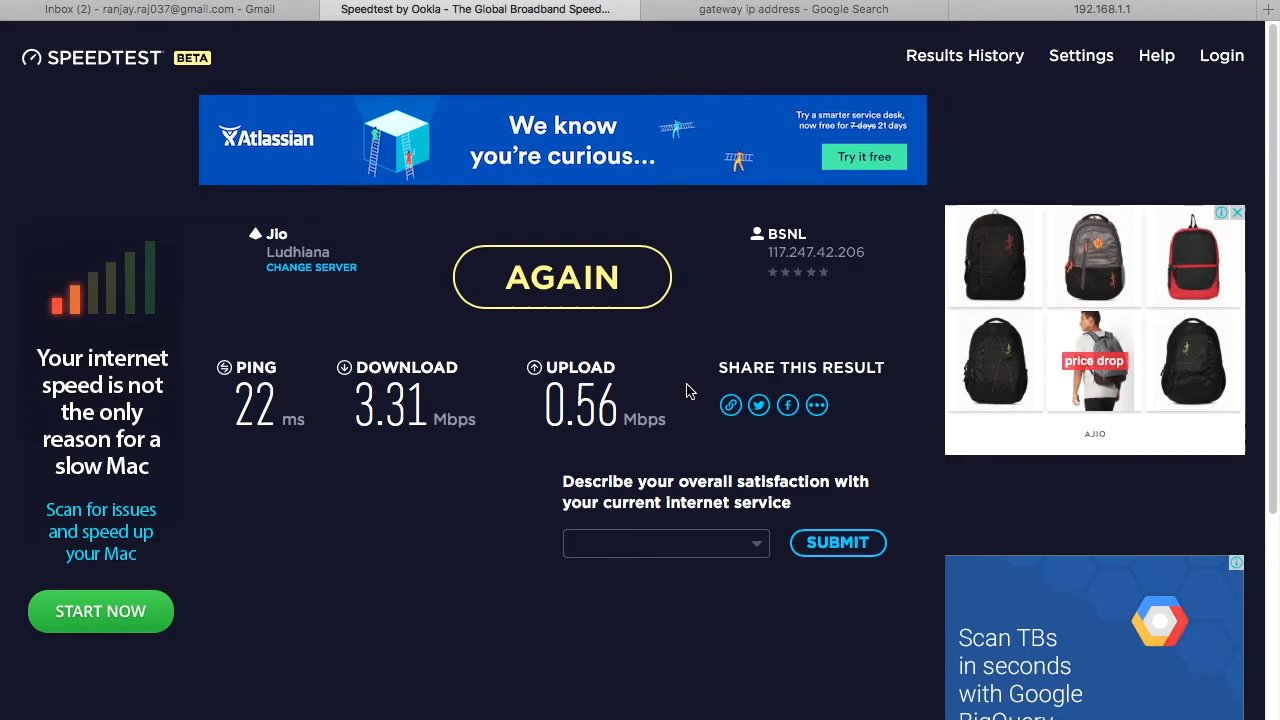 Inbox (2) - ranjay.raj037@gmail.com - Gmail
Speedtest by Ookla - The Global Broadband Speed...
gateway ip address - Google Search
192.168.1.1
SPEEDTEST BETA
Results History
Settings
Help
Login
Atlassian
We know
you're curious...
Try a smarter service desk,
now free for 7 days 21 days
Try it free
Jio
Ludhiana
CHANGE SERVER
AGAIN
BSNL
117.247.42.206
PING
22 ms
DOWNLOAD
3.31 Mbps
UPLOAD
0.56 Mbps
SHARE THIS RESULT
Describe your overall satisfaction with
your current internet service
SUBMIT
Your internet
speed is not
the only
reason for a
slow Mac
Scan for issues
and speed up
your Mac
START NOW
price drop
AJIO
Scan TBs
in seconds
with Google
BigQuery